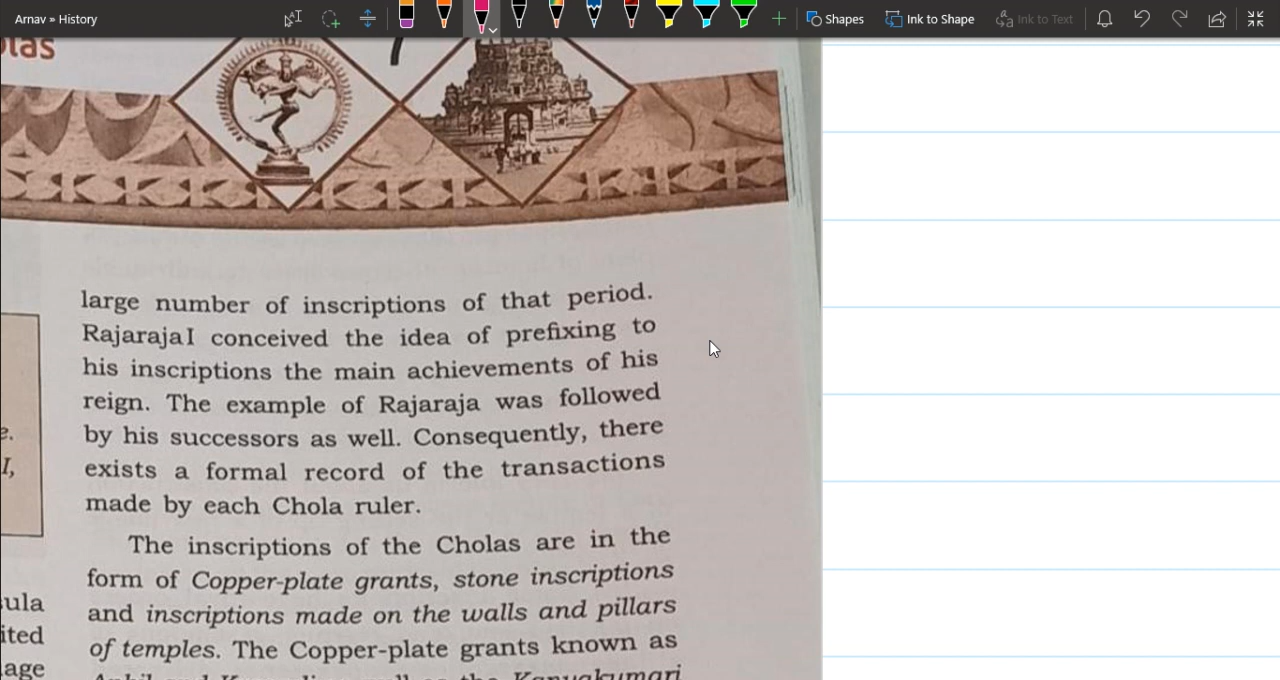 Arnav » History
Shapes
Ink to Shape
Ink to Text
large number of inscriptions of that period.
Rajaraja I conceived the idea of prefixing to
his inscriptions the main achievements of his
reign. The example of Rajaraja was followed
by his successors as well. Consequently, there
exists a formal record of the transactions
made by each Chola ruler.
The inscriptions of the Cholas are in the
form of Copper-plate grants, stone inscriptions
and inscriptions made on the walls and pillars
of temples. The Copper-plate grants known as
Kanyakumari
e.
I,